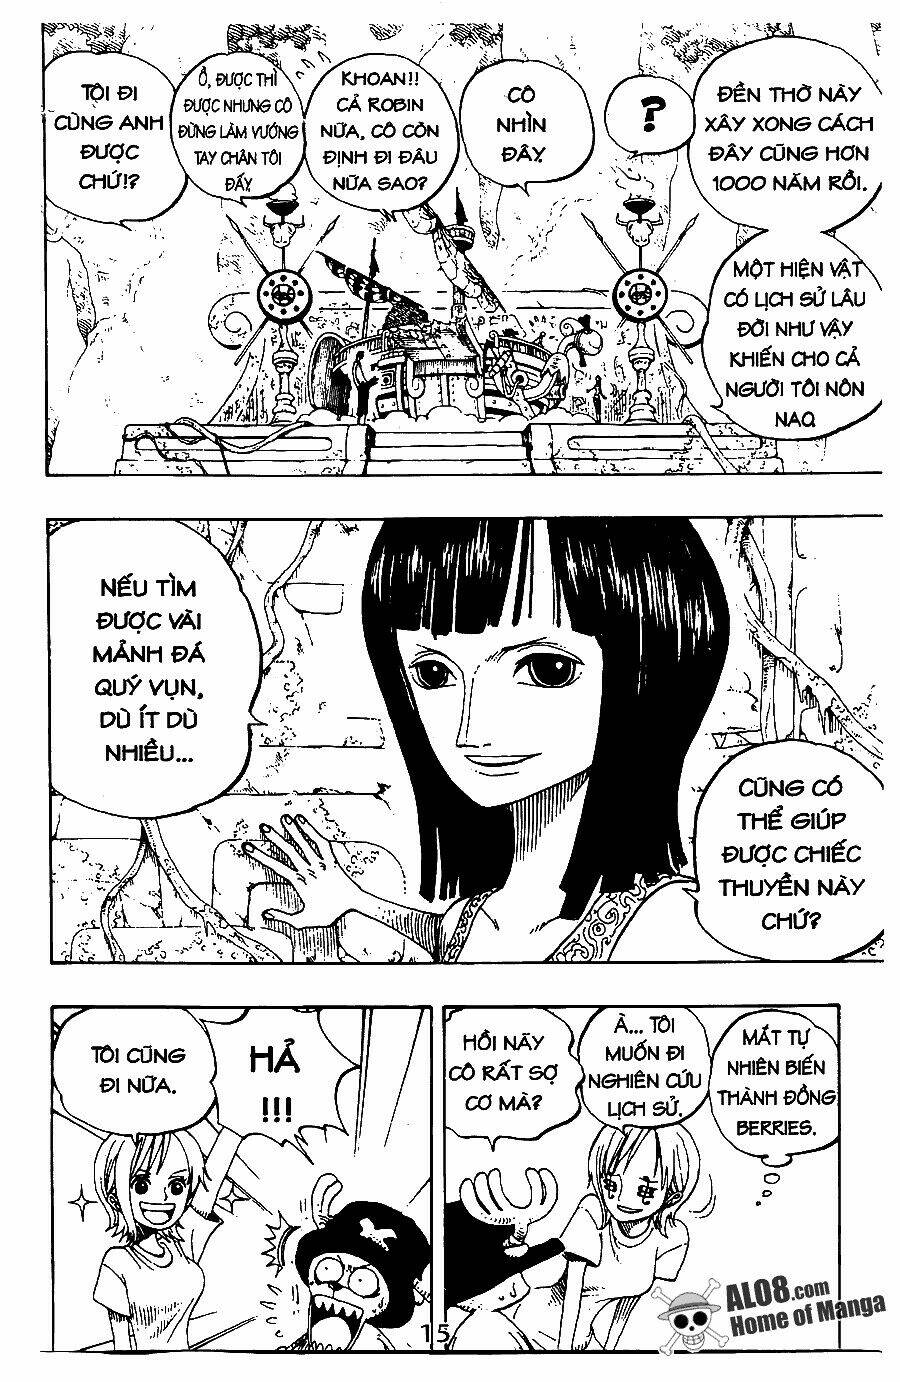 ĐỀN THỜ NÀY
XÂY XONG CÁCH
ĐÂY CŨNG HƠN
1000 NĂM RỒI.
MỘT HIỆN VẬT
CÓ LỊCH SỬ LÂU
ĐỜI NHƯ VẬY
KHIẾN CHO CẢ
NGƯỜI TÔI NÔN
NAO.
?
CÔ
NHÌN
ĐÂY.
KHOAN!!
CẢ ROBIN
NỮA, CÔ CÒN
ĐỊNH ĐI ĐÂU
NỮA SAO?
Ồ, ĐƯỢC THÌ
ĐƯỢC NHƯNG CÔ
ĐỪNG LÀM VƯỚNG
TAY CHÂN TÔI
ĐẤY.
TÔI ĐI
CÙNG ANH
ĐƯỢC
CHỨ!?
NẾU TÌM
ĐƯỢC VÀI
MẢNH ĐÁ
QUÝ VỤN,
DÙ ÍT DÙ
NHIỀU...
CŨNG CÓ
THỂ GIÚP
ĐƯỢC CHIẾC
THUYỀN NÀY
CHỨ?
MẮT TỰ
NHIÊN BIẾN
THÀNH ĐỒNG
BERRIES.
À... TÔI
MUỐN ĐI
NGHIÊN CỨU
LỊCH SỬ.
HỒI NÃY
CÔ RẤT SỢ
CƠ MÀ?
HẢ
!!!
TÔI CŨNG
ĐI NỮA.
15
ALO8.com
Home of Manga